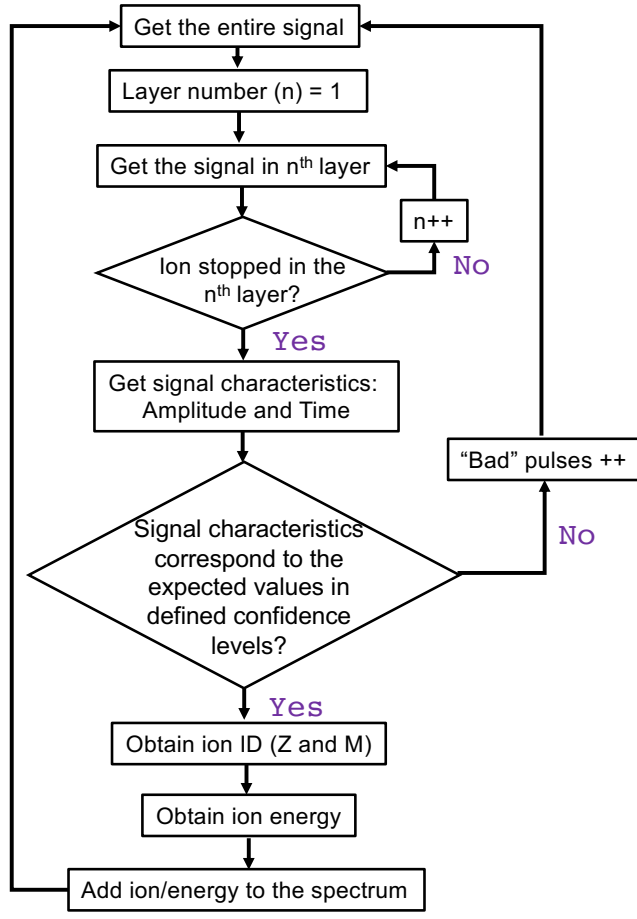 Get the entire signal
Layer number (n) = 1
Get the signal in nth layer
n++
Ion stopped in the
nth layer?
No
Yes
Get signal characteristics:
Amplitude and Time
"Bad" pulses ++
Signal characteristics
correspond to the
expected values in
defined confidence
levels?
No
Yes
Obtain ion ID (Z and M)
Obtain ion energy
Add ion/energy to the spectrum